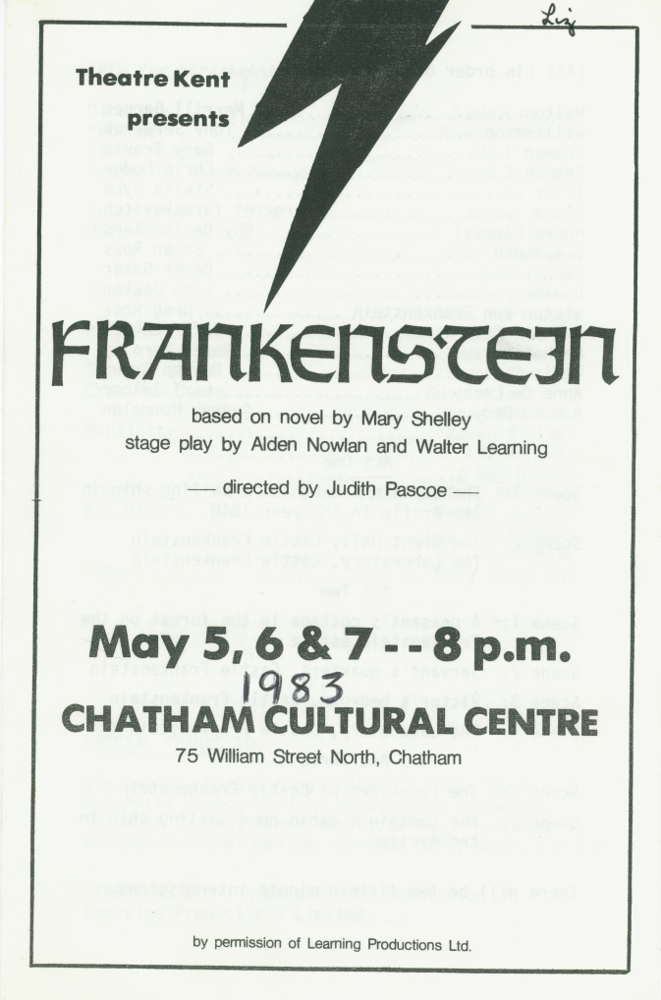 Liz
Theatre Kent
presents
FRANKENSTEIN
based on novel by Mary Shelley
stage play by Alden Nowlan and Walter Learning
directed by Judith Pascoe
May 5, 6 & 7 -- 8 p.m.
1983
CHATHAM CULTURAL CENTRE
75 William Street North, Chatham
by permission of Learning Productions Ltd.